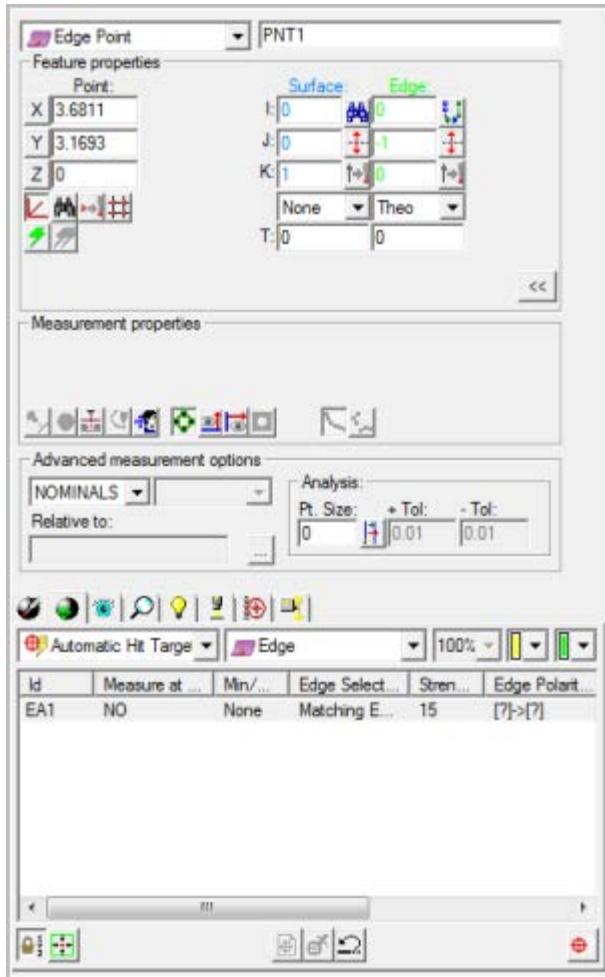 Edge Point PNT1
Feature properties
Point: Surface: Edge:
X 3.6811 I: 0 0
Y 3.1693 J: 0 -1
Z 0 K: 1 0
None Theo
T: 0 0
<<
Measurement properties
Advanced measurement options
NOMINALS
Analysis:
Pt. Size: + Tol: - Tol:
Relative to: 0 0.01 0.01
...
Automatic Hit Targe Edge 100%
Id Measure at ... Min/... Edge Select... Stren... Edge Polarit...
EA1 NO None Matching E... 15 [?]->[?]